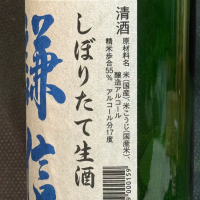 清酒
原材料名 米(国産)、米こうじ(国産米)、
醸造アルコール
精米歩合55% アルコール分17度
しぼりたて生酒
謙信